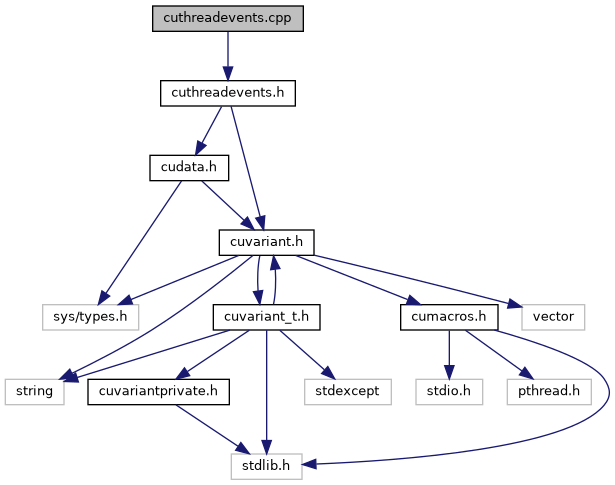 cuthreadevents.cpp
cuthreadevents.h
cudata.h
cuvariant.h
sys/types.h
cuvariant_t.h
cumacros.h
vector
string
cuvariantprivate.h
stdexcept
stdio.h
pthread.h
stdlib.h